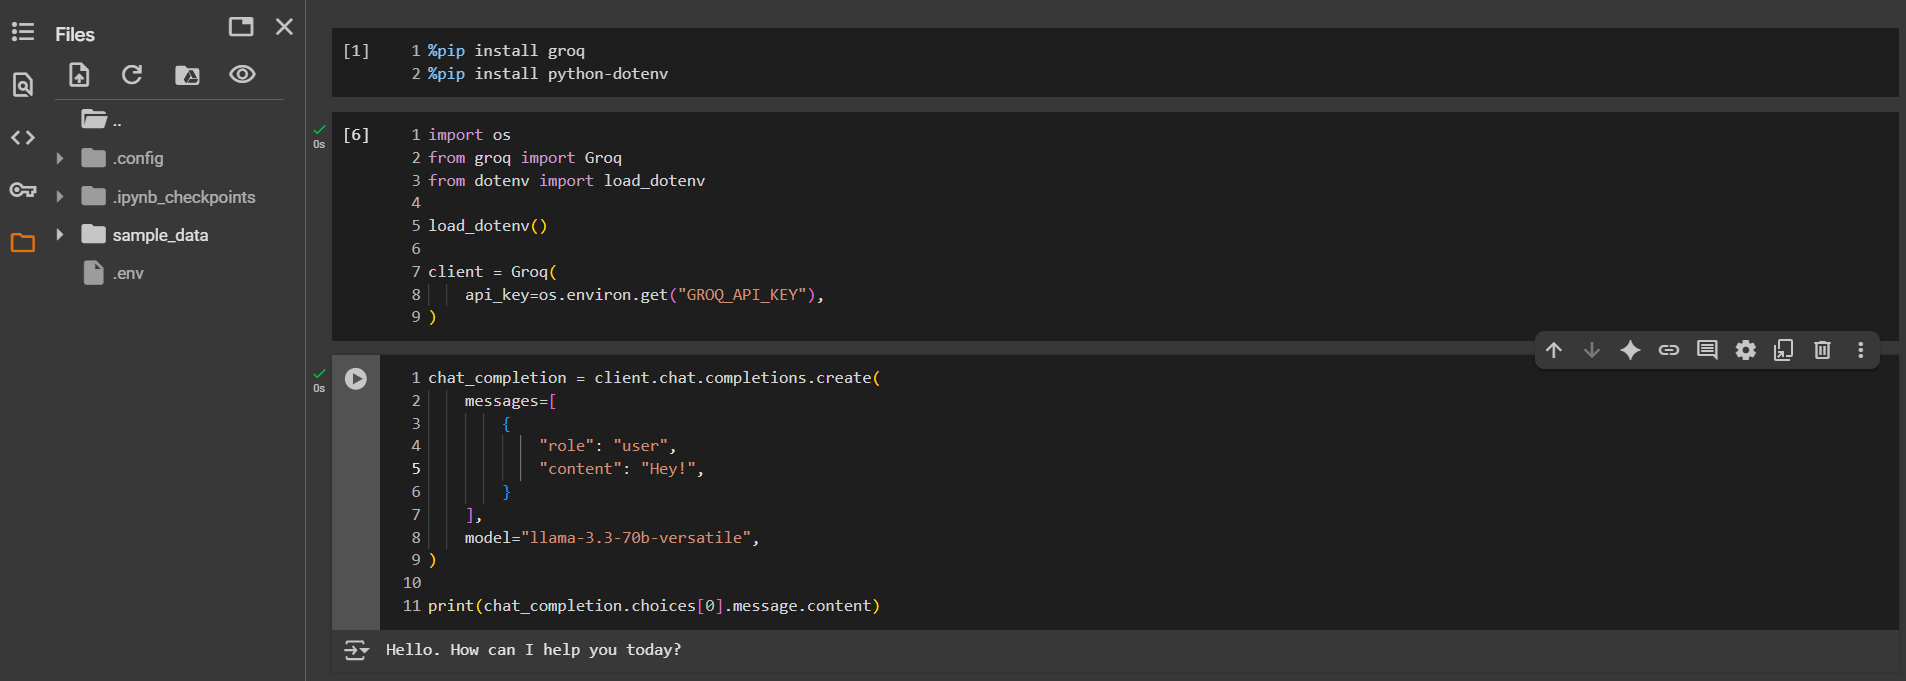 Files
..
.config
.ipynb_checkpoints
sample_data
.env
[1]
1 %pip install groq
2 %pip install python-dotenv
0s
[6]
1 import os
2 from groq import Groq
3 from dotenv import load_dotenv
4
5 load_dotenv()
6
7 client = Groq(
8     api_key=os.environ.get("GROQ_API_KEY"),
9 )
0s
1 chat_completion = client.chat.completions.create(
2     messages=[
3         {
4             "role": "user",
5             "content": "Hey!",
6         }
7     ],
8     model="llama-3.3-70b-versatile",
9 )
10
11 print(chat_completion.choices[0].message.content)
Hello. How can I help you today?